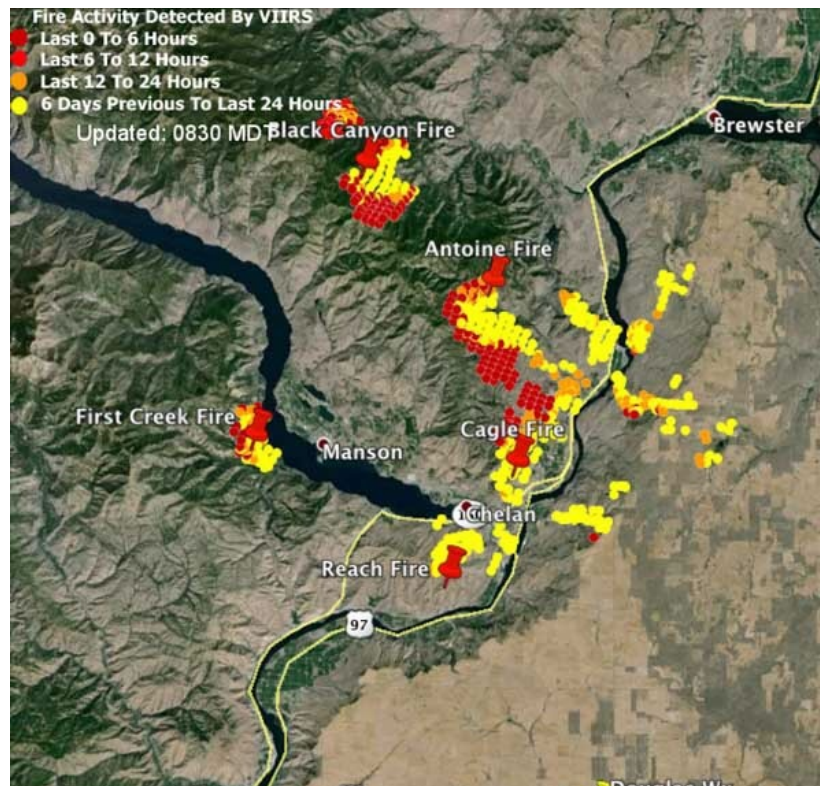 Fire Activity Detected By VIIRS
Last 0 To 6 Hours
Last 6 To 12 Hours
Last 12 To 24 Hours
6 Days Previous To Last 24 Hours
Updated: 0830 MDT
Black Canyon Fire
Brewster
Antoine Fire
First Creek Fire
Manson
Cagle Fire
Chelan
Reach Fire
97